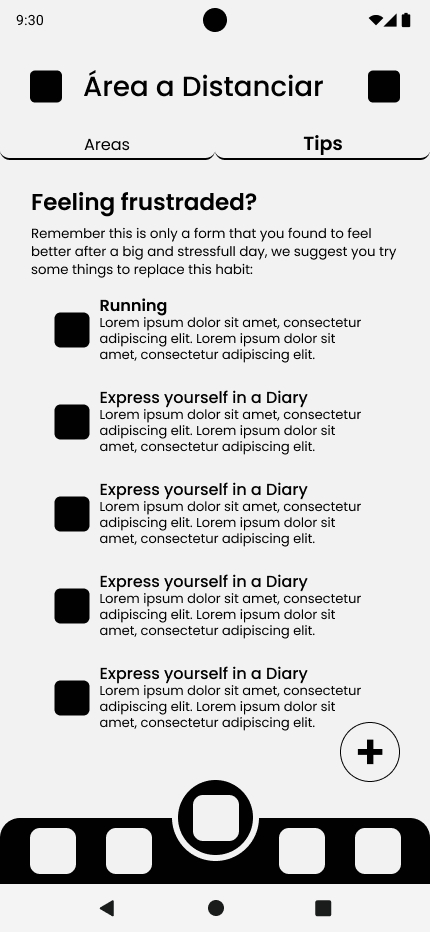 9:30
Área a Distanciar
Areas
Tips
Feeling frustraded?
Remember this is only a form that you found to feel
better after a big and stressfull day, we suggest you try
some things to replace this habit:
Running
Lorem ipsum dolor sit amet, consectetur
adipiscing elit. Lorem ipsum dolor sit
amet, consectetur adipiscing elit.
Express yourself in a Diary
Lorem ipsum dolor sit amet, consectetur
adipiscing elit. Lorem ipsum dolor sit
amet, consectetur adipiscing elit.
Express yourself in a Diary
Lorem ipsum dolor sit amet, consectetur
adipiscing elit. Lorem ipsum dolor sit
amet, consectetur adipiscing elit.
Express yourself in a Diary
Lorem ipsum dolor sit amet, consectetur
adipiscing elit. Lorem ipsum dolor sit
amet, consectetur adipiscing elit.
Express yourself in a Diary
Lorem ipsum dolor sit amet, consectetur
adipiscing elit. Lorem ipsum dolor sit
amet, consectetur adipiscing elit.